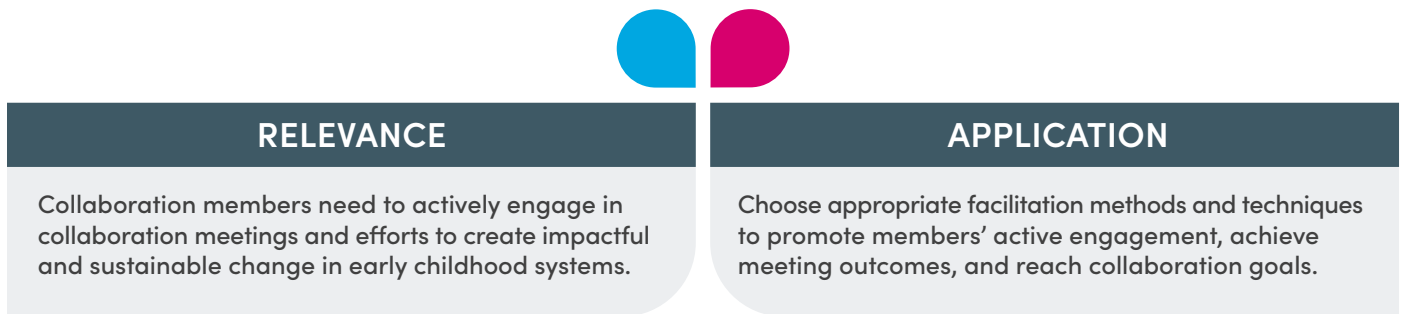 RELEVANCE
Collaboration members need to actively engage in
collaboration meetings and efforts to create impactful
and sustainable change in early childhood systems.
APPLICATION
Choose appropriate facilitation methods and techniques
to promote members’ active engagement, achieve
meeting outcomes, and reach collaboration goals.